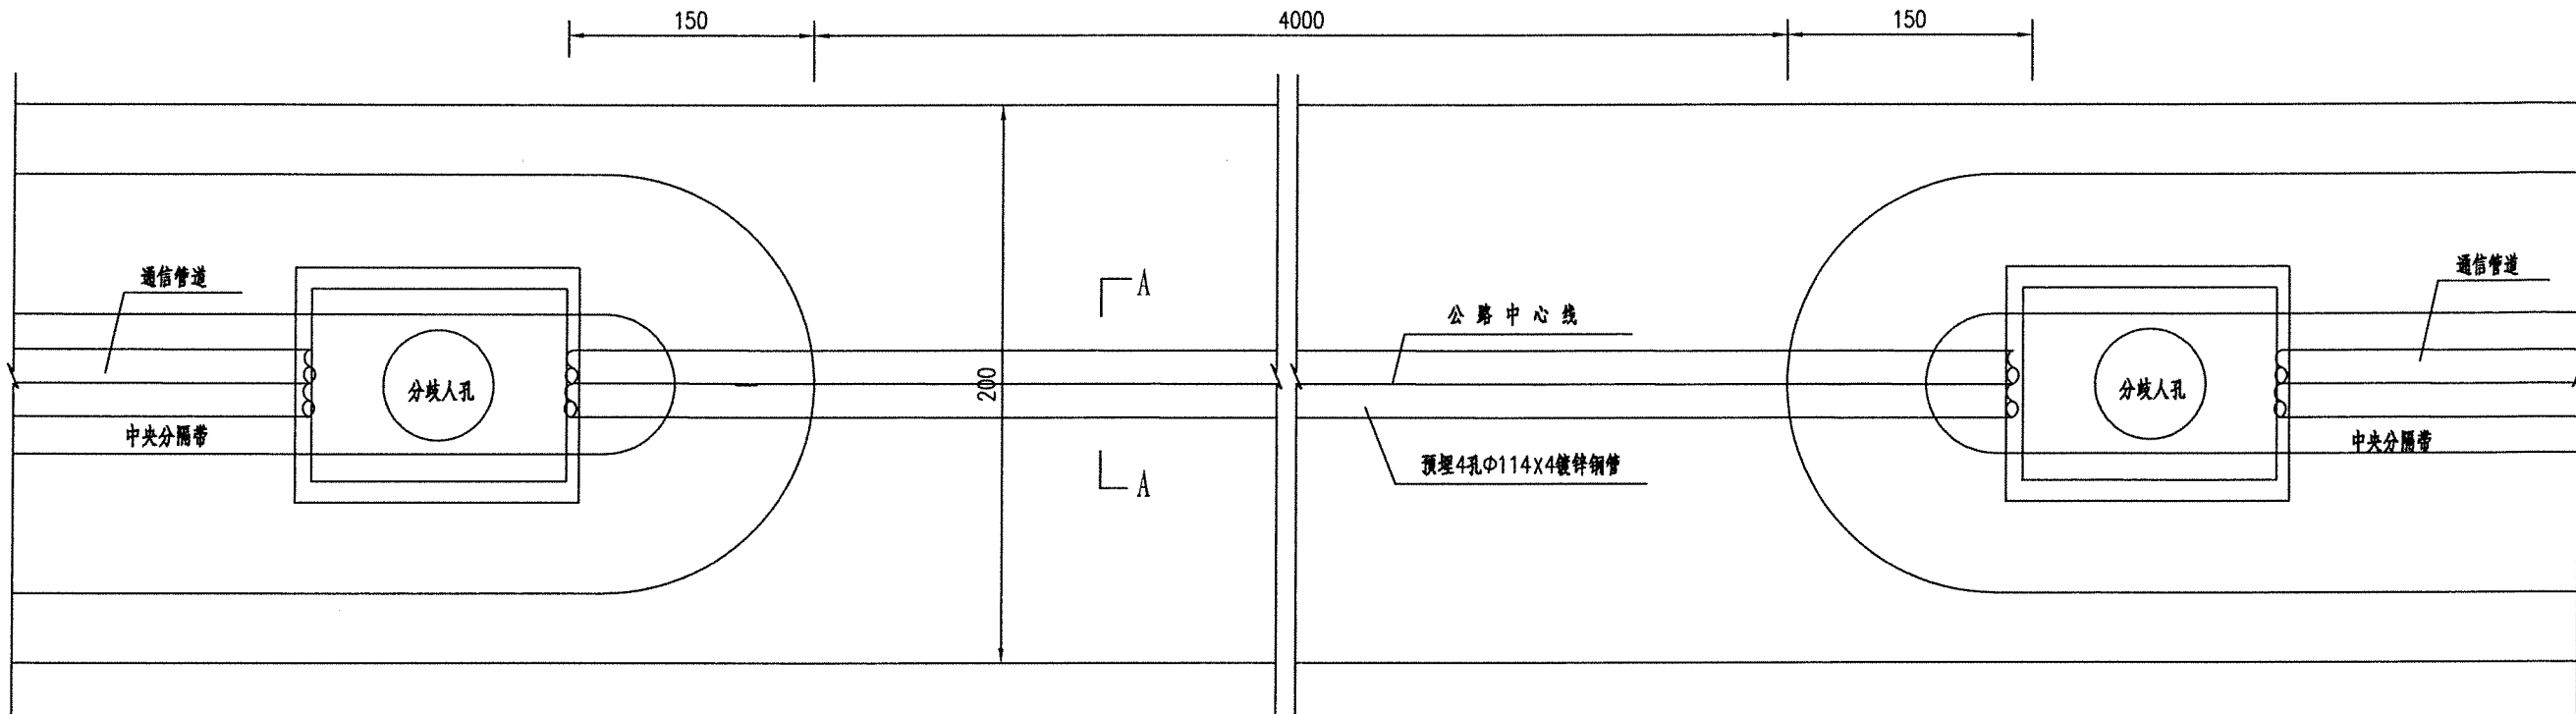 150
4000
150
通信管道
通信管道
A
公路中心线
分歧人孔
200
分歧人孔
中央分隔带
中央分隔带
预埋4孔Φ114X4镀锌钢管
A